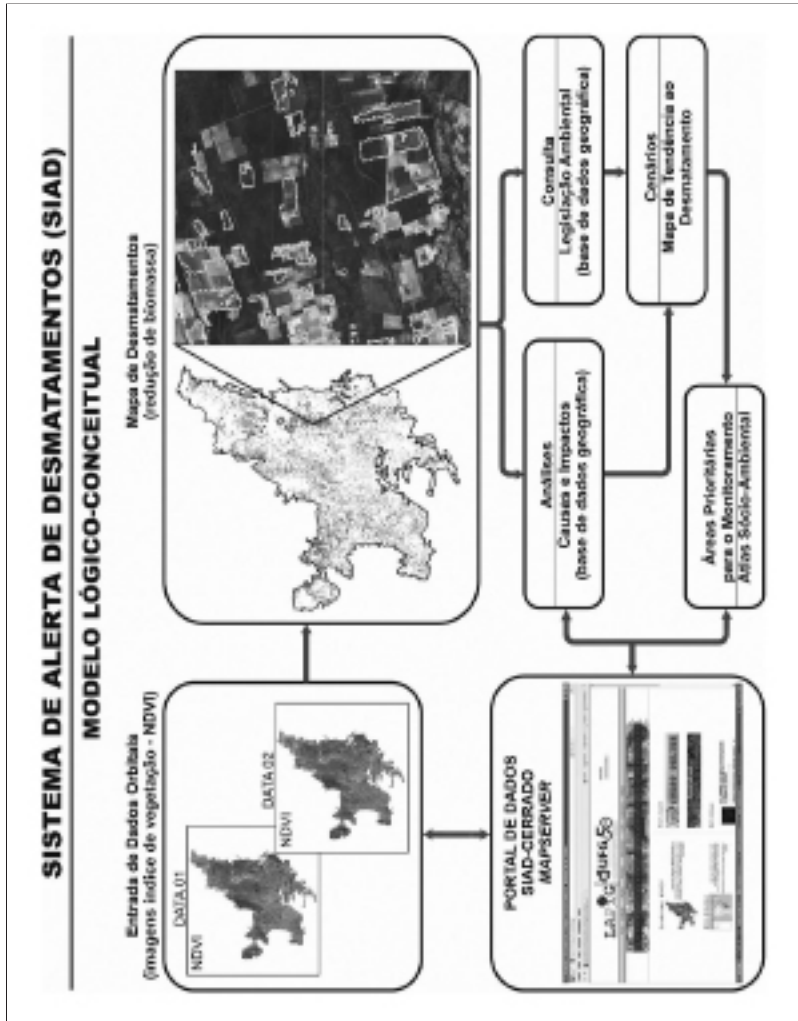 SISTEMA DE ALERTA DE DESMATAMENTOS (SIAD)
MODELO LÓGICO-CONCEITUAL
Entrada de Dados Orbitais
(imagens índice de vegetação - NDVI)
DATA 01
NDVI
DATA 02
NDVI
Mapa de Desmatamentos
(redução de biomassa)
PORTAL DE DADOS
SIAD-CERRADO
MAPSERVER
Análises
Causas e Impactos
(base de dados geográfica)
Consulta
Legislação Ambiental
(base de dados geográfica)
Áreas Prioritárias
para o Monitoramento
Atlas Sócio-Ambiental
Cenários
Mapa de Tendência ao
Desmatamento